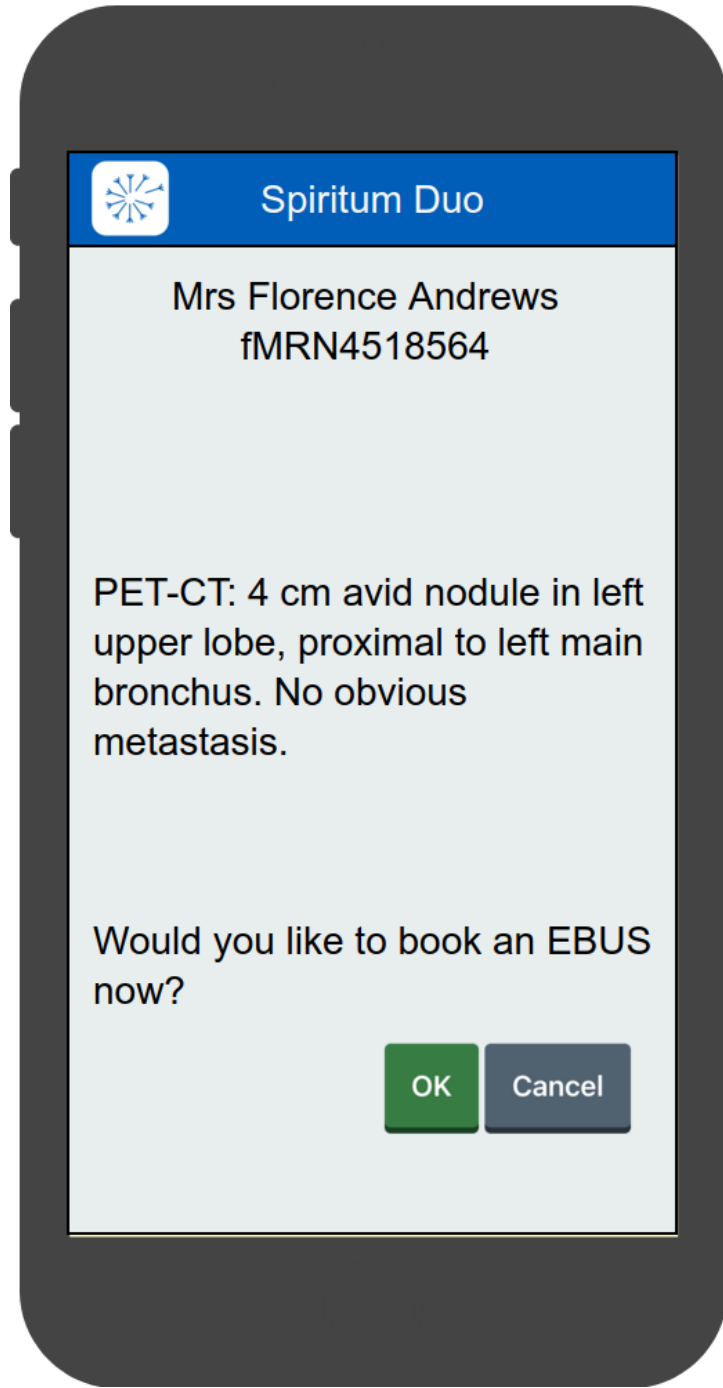 Spiritum Duo
Mrs Florence Andrews
fMRN4518564
PET-CT: 4 cm avid nodule in left
upper lobe, proximal to left main
bronchus. No obvious
metastasis.
Would you like to book an EBUS
now?
OK Cancel